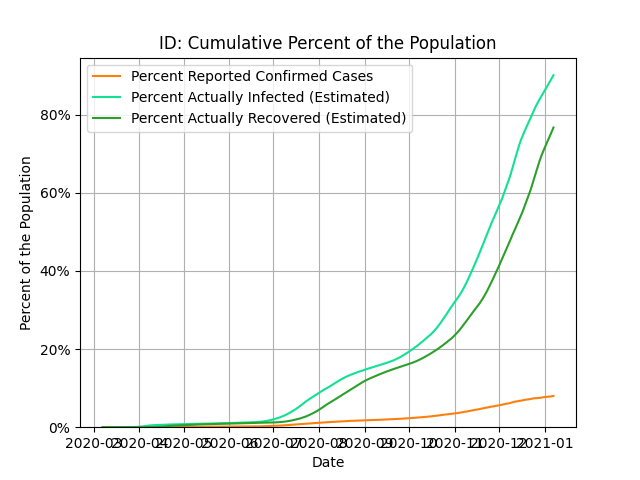 ID: Cumulative Percent of the Population
Percent Reported Confirmed Cases
Percent Actually Infected (Estimated)
Percent Actually Recovered (Estimated)
Percent of the Population
80%
60%
40%
20%
0%
2020-03 2020-04 2020-05 2020-06 2020-07 2020-08 2020-09 2020-10 2020-11 2020-12 2021-01
Date